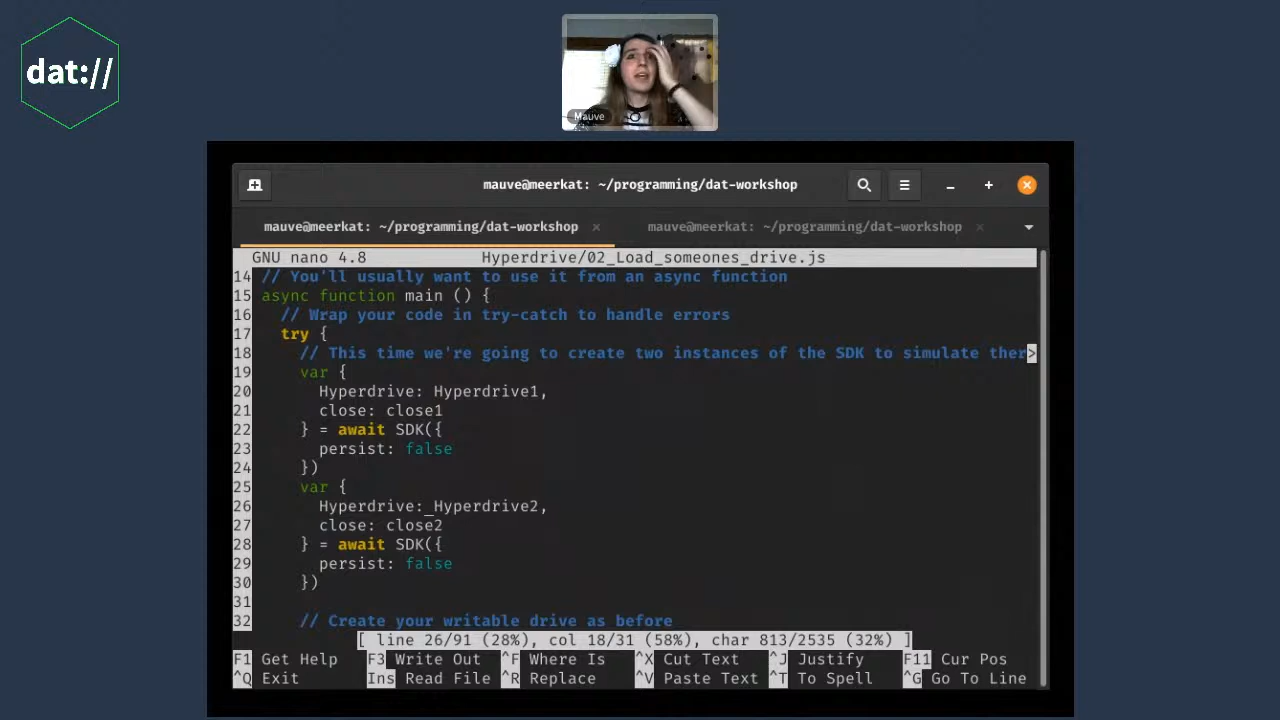 dat://
Mauve
mauve@meerkat: ~/programming/dat-workshop
mauve@meerkat: ~/programming/dat-workshop × mauve@meerkat: ~/programming/dat-workshop ×
GNU nano 4.8 Hyperdrive/02_Load_someones_drive.js
14 // You'll usually want to use it from an async function
15 async function main () {
16 // Wrap your code in try-catch to handle errors
17 try {
18 // This time we're going to create two instances of the SDK to simulate ther>
19 var {
20 Hyperdrive: Hyperdrive1,
21 close: close1
22 } = await SDK({
23 persist: false
24 })
25 var {
26 Hyperdrive:_Hyperdrive2,
27 close: close2
28 } = await SDK({
29 persist: false
30 })
31
32 // Create your writable drive as before
[ line 26/91 (28%), col 18/31 (58%), char 813/2535 (32%) ]
F1 Get Help F3 Write Out ^F Where Is ^X Cut Text ^J Justify F11 Cur Pos
^Q Exit Ins Read File ^R Replace ^V Paste Text ^T To Spell ^G Go To Line